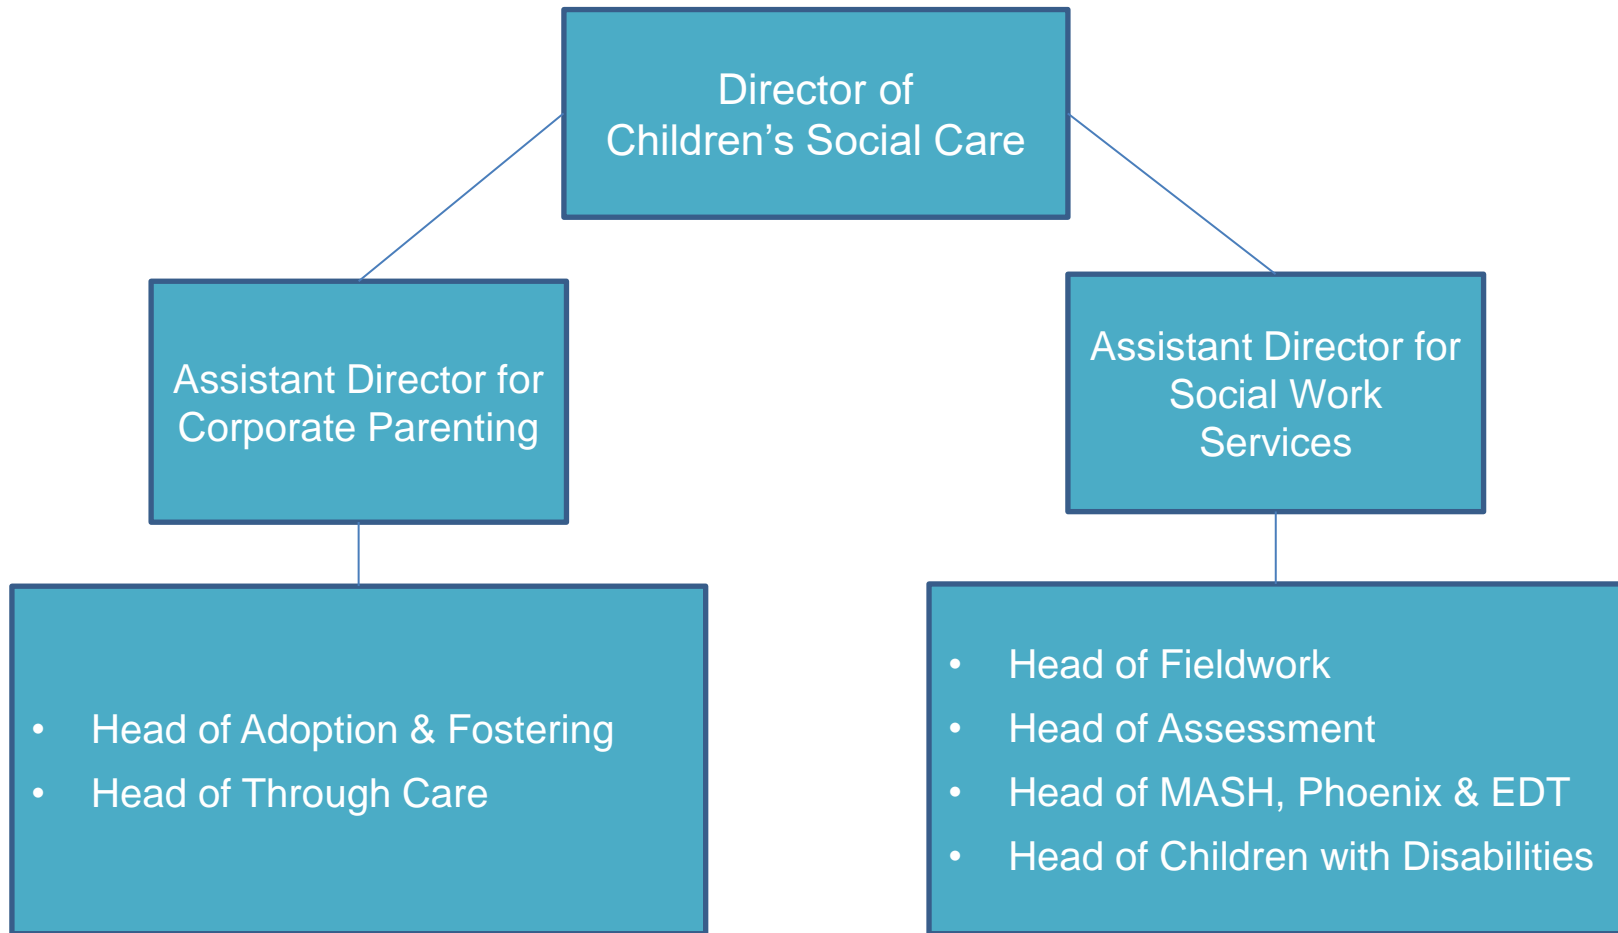 Director of
Children’s Social Care
Assistant Director for
Corporate Parenting
Assistant Director for
Social Work
Services
• Head of Adoption & Fostering
• Head of Through Care
• Head of Fieldwork
• Head of Assessment
• Head of MASH, Phoenix & EDT
• Head of Children with Disabilities